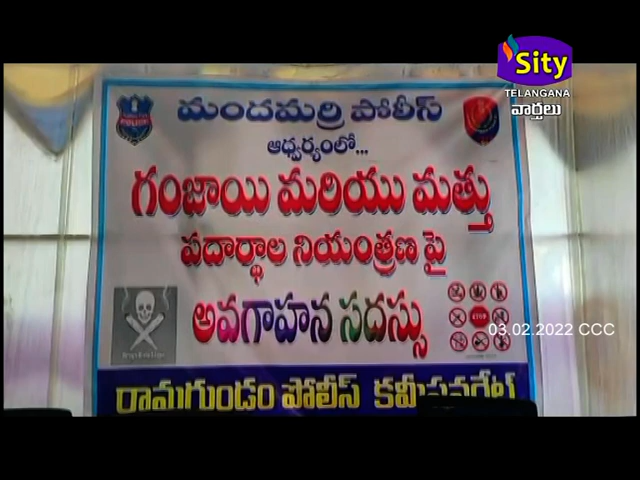 Sity
TELANGANA
వార్తలు
మందమర్రి పోలీస్
ఆధ్వర్యంలో...
గంజాయి మరియు మత్తు
పదార్థాల నియంత్రణ పై
అవగాహన సదస్సు
STOP
03.02.2022 CCC
రామగుండం పోలీస్ కమీషనరేట్